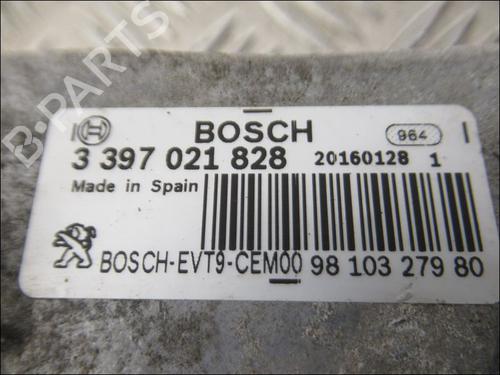 BOSCH 964
3 397 021 828 20160128 1
Made in Spain
BOSCH-EVT9-CEM00 98 103 279 80
B-Parts